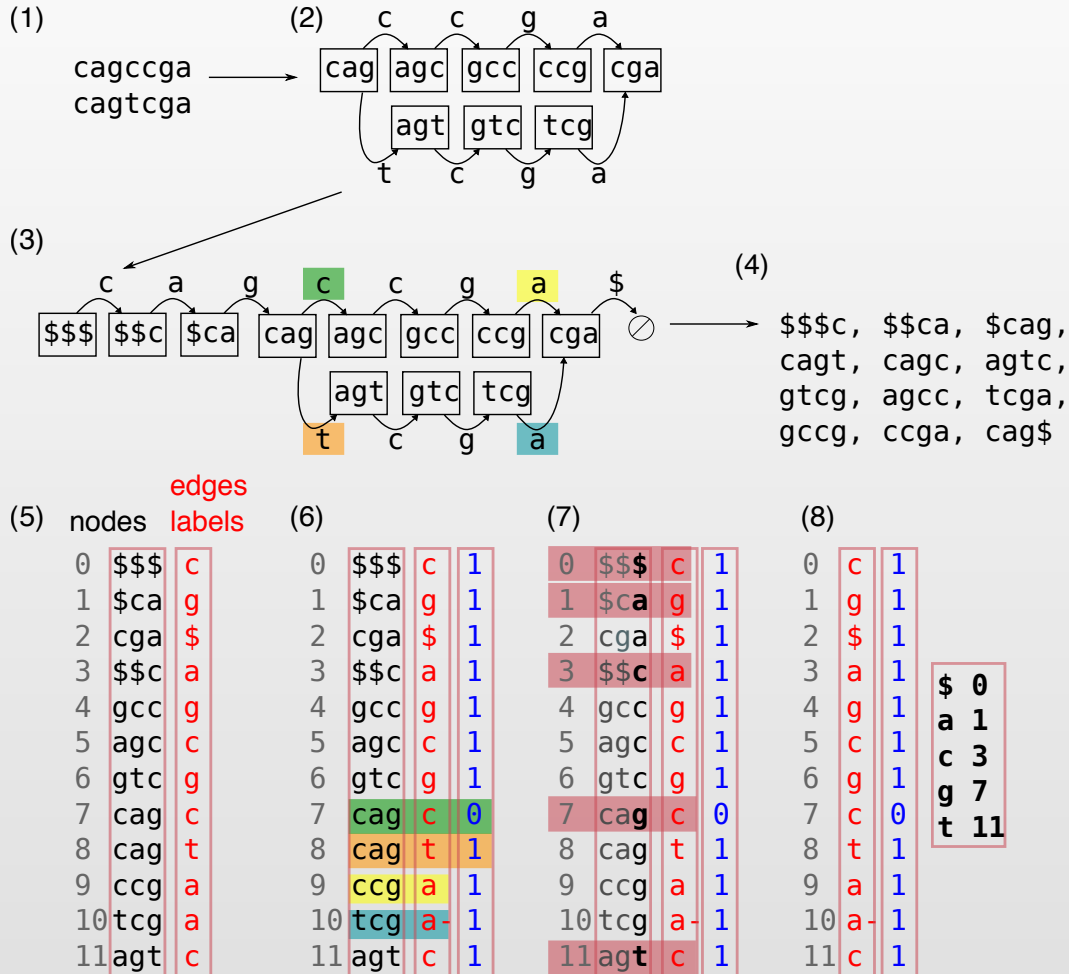 (1)
cagccga
cagtcga
(2)
c c g a
cag agc gcc ccg cga
agt gtc tcg
t c g a
(3)
c a g c c g a $
$$$ $$c $ca cag agc gcc ccg cga
agt gtc tcg
t c g a
(4)
$$$c, $$ca, $cag,
cagt, cagc, agtc,
gtcg, agcc, tcga,
gccg, ccga, cag$
(5)
nodes edges labels
0 $$$ c
1 $ca g
2 cga $
3 $$c a
4 gcc g
5 agc c
6 gtc g
7 cag c
8 cag t
9 ccg a
10 tcg a
11 agt c
(6)
0 $$$ c 1
1 $ca g 1
2 cga $ 1
3 $$c a 1
4 gcc g 1
5 agc c 1
6 gtc g 1
7 cag c 0
8 cag t 1
9 ccg a 1
10 tcg a- 1
11 agt c 1
(7)
0 $$$ c 1
1 $ca g 1
2 cga $ 1
3 $$c a 1
4 gcc g 1
5 agc c 1
6 gtc g 1
7 cag c 0
8 cag t 1
9 ccg a 1
10 tcg a- 1
11 agt c 1
(8)
0 c 1
1 g 1
2 $ 1
3 a 1
4 g 1
5 c 1
6 g 1
7 c 0
8 t 1
9 a 1
10 a- 1
11 c 1
$ 0
a 1
c 3
g 7
t 11